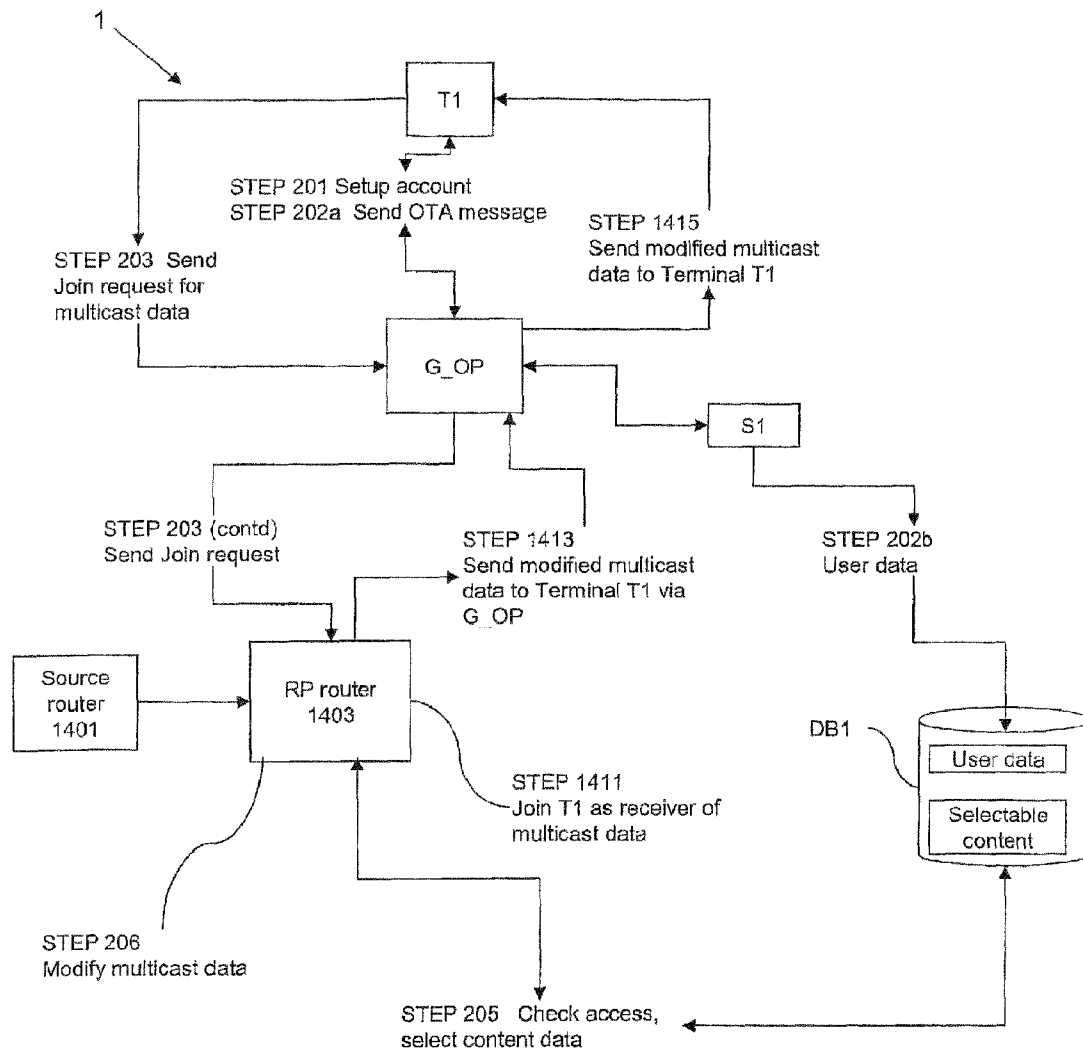 1
T1
STEP 201 Setup account
STEP 202a Send OTA message
STEP 1415
Send modified multicast
data to Terminal T1
STEP 203 Send
Join request for
multicast data
G_OP
S1
STEP 203 (contd)
Send Join request
STEP 1413
Send modified multicast
data to Terminal T1 via
G_OP
STEP 202b
User data
Source
router
1401
RP router
1403
DB1
User data
Selectable
content
STEP 1411
Join T1 as receiver of
multicast data
STEP 206
Modify multicast data
STEP 205 Check access,
select content data